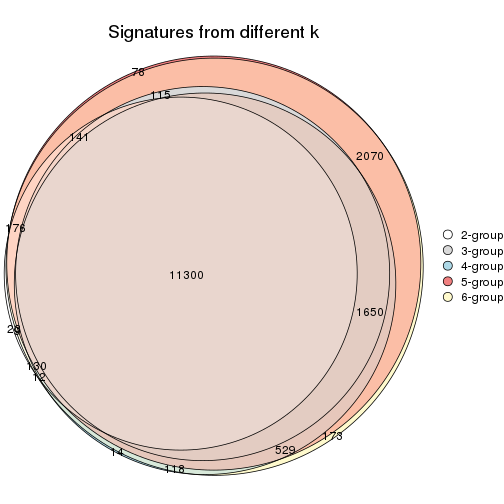 Signatures from different k
78
115
141
2070
176
11300
1650
130
12
14
118
529
173
2-group
3-group
4-group
5-group
6-group